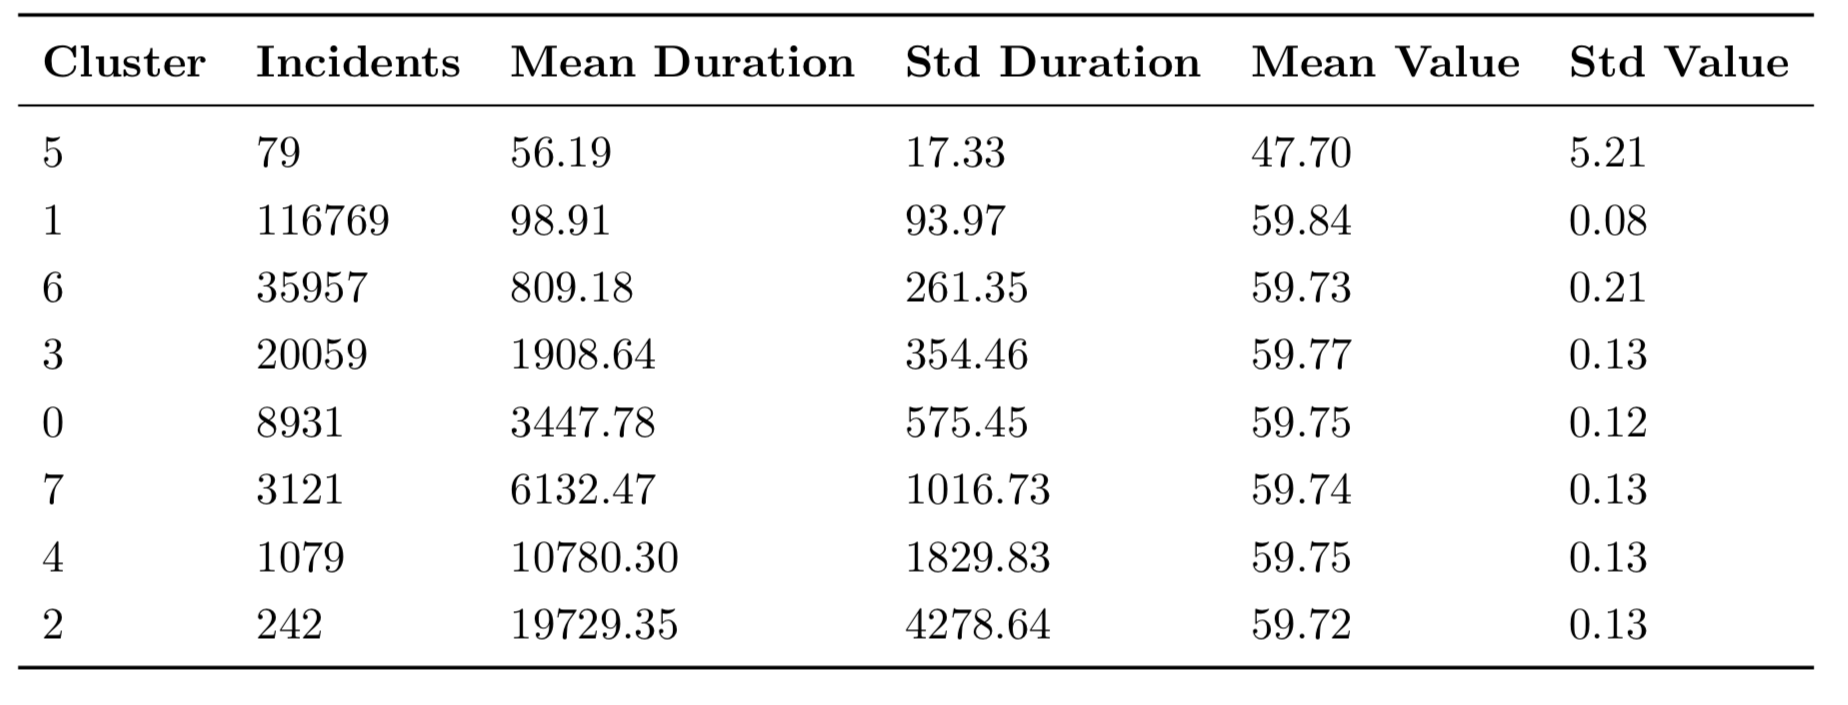 Cluster Incidents Mean Duration Std Duration Mean Value Std Value
5 79 56.19 17.33 47.70 5.21
1 116769 98.91 93.97 59.84 0.08
6 35957 809.18 261.35 59.73 0.21
3 20059 1908.64 354.46 59.77 0.13
0 8931 3447.78 575.45 59.75 0.12
7 3121 6132.47 1016.73 59.74 0.13
4 1079 10780.30 1829.83 59.75 0.13
2 242 19729.35 4278.64 59.72 0.13